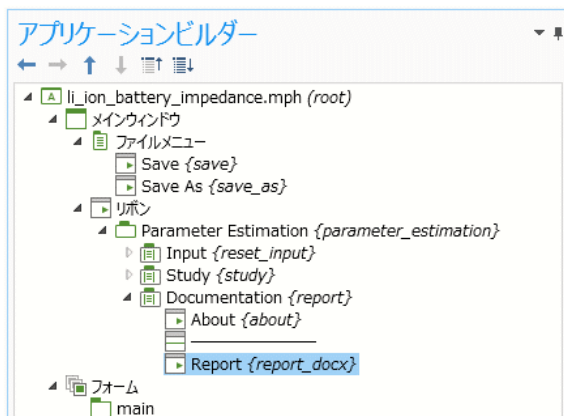 アプリケーションビルダー
li_ion_battery_impedance.mph (root)
メインウィンドウ
ファイルメニュー
Save {save}
Save As {save_as}
リボン
Parameter Estimation {parameter_estimation}
Input {reset_input}
Study {study}
Documentation {report}
About {about}
Report {report_docx}
フォーム
main